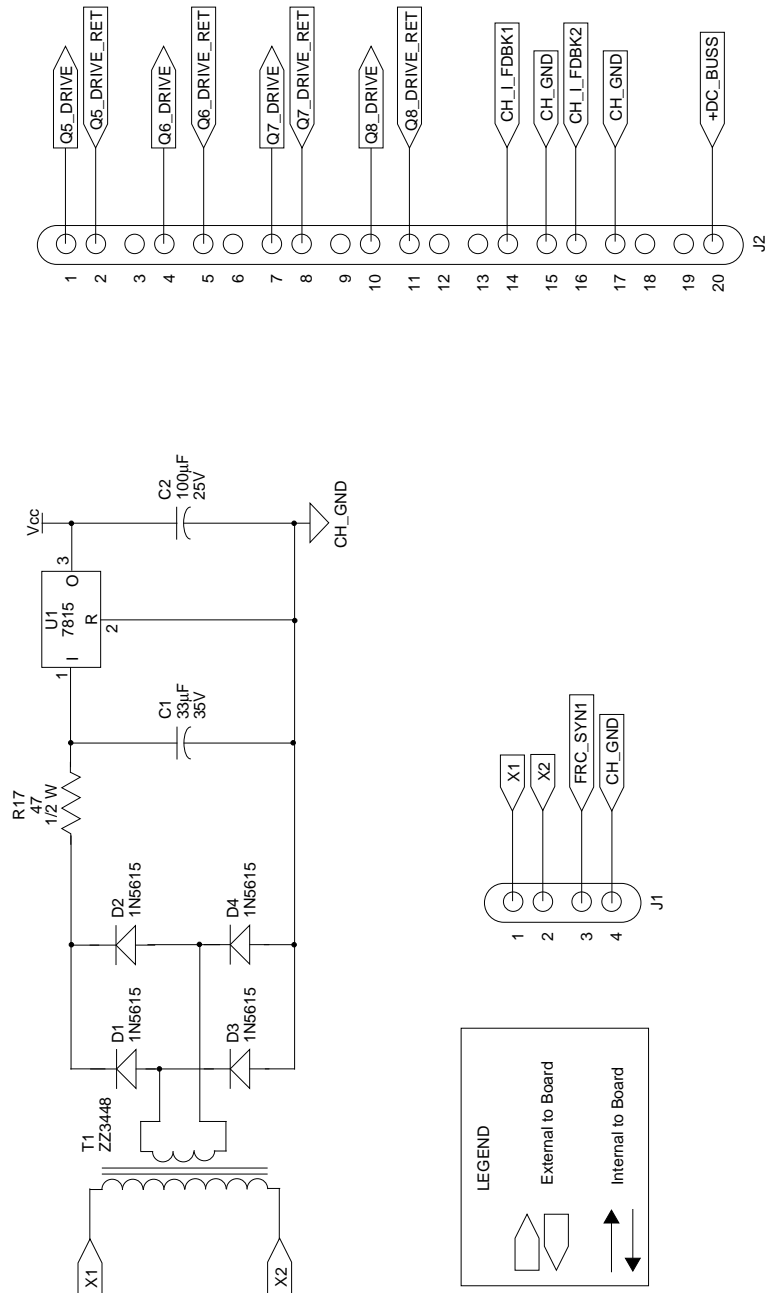 X1
X2
T1
ZZ3448
D1
1N5615
D2
1N5615
D3
1N5615
D4
1N5615
R17
47
1/2 W
C1
33µF
35V
U1
7815
1
I
O
3
R
2
Vcc
C2
100µF
25V
CH_GND
LEGEND
External to Board
Internal to Board
1
X1
2
X2
3
FRC_SYN1
4
CH_GND
J1
1
Q5_DRIVE
2
Q5_DRIVE_RET
3
4
Q6_DRIVE
5
Q6_DRIVE_RET
6
7
Q7_DRIVE
8
Q7_DRIVE_RET
9
10
Q8_DRIVE
11
Q8_DRIVE_RET
12
13
14
CH_I_FDBK1
15
CH_GND
16
CH_I_FDBK2
17
CH_GND
18
19
20
+DC_BUSS
J2